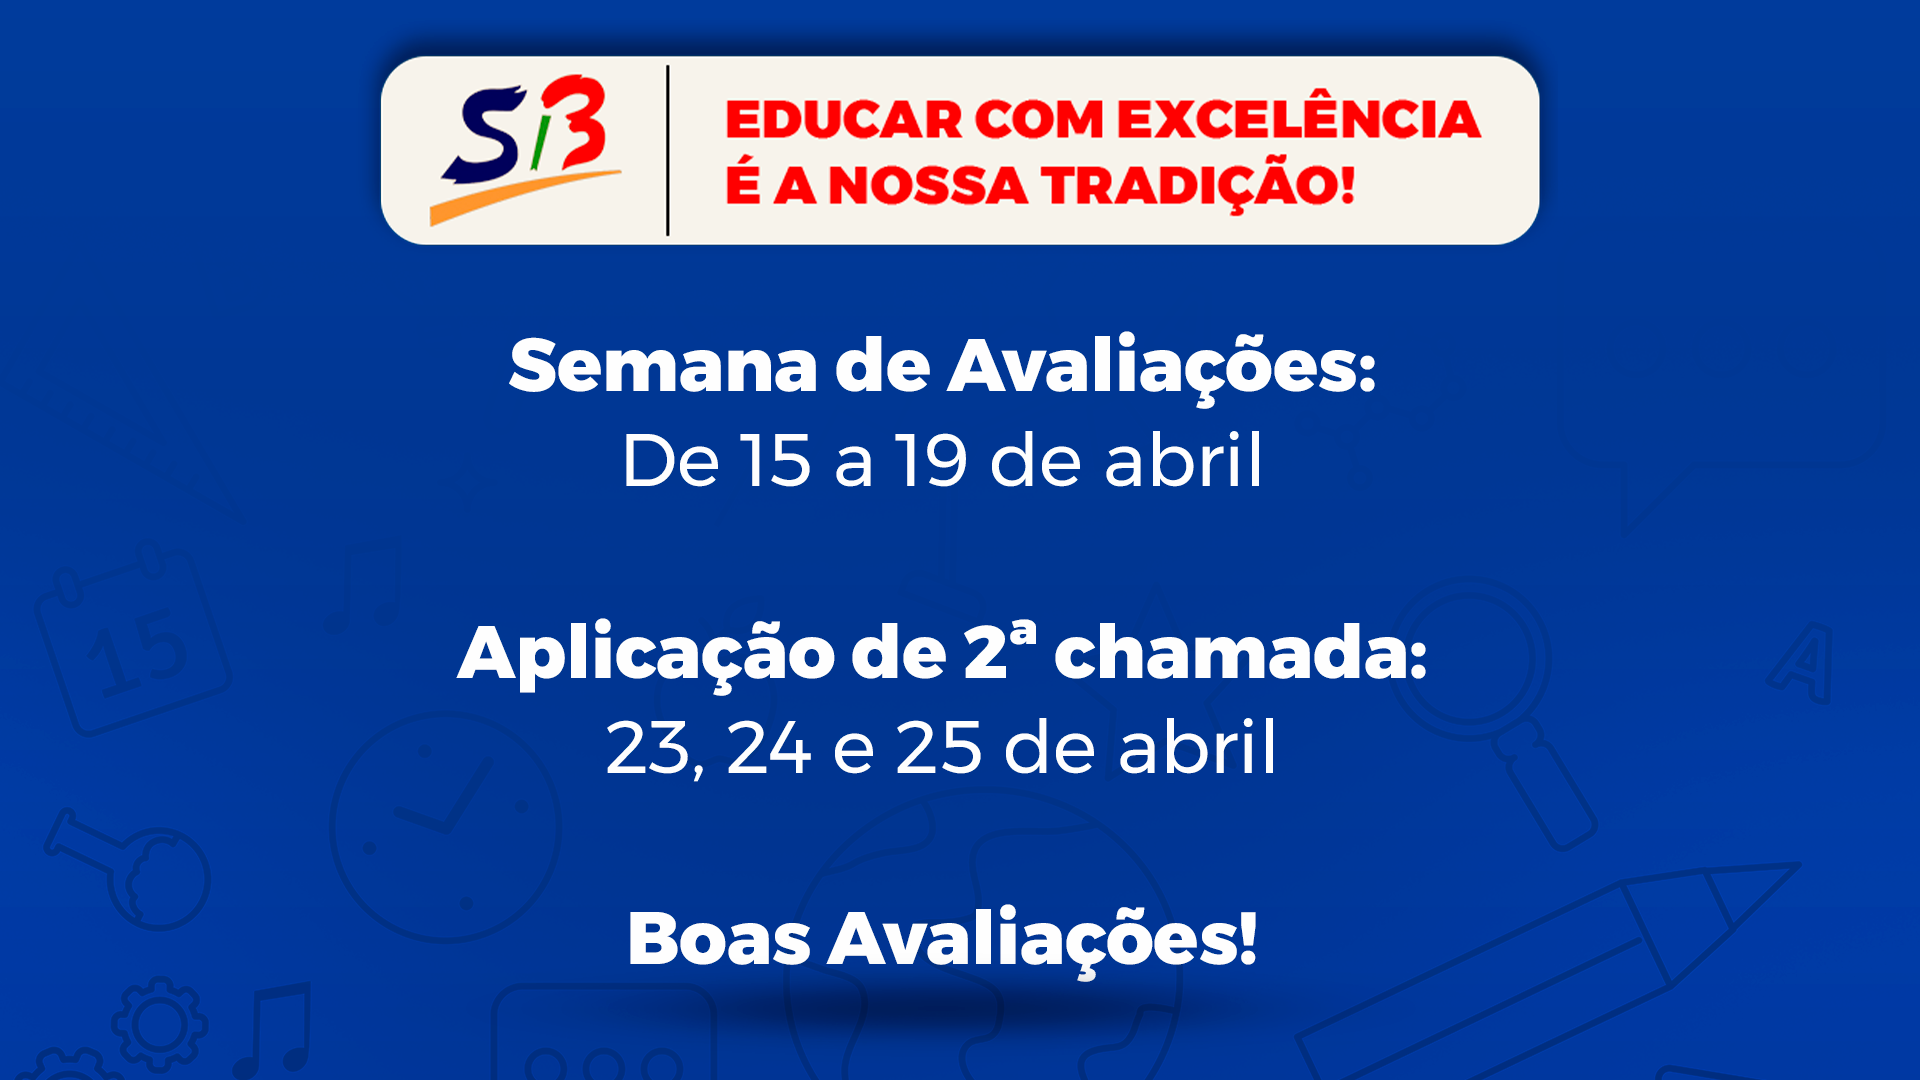 SiB
EDUCAR COM EXCELÊNCIA
É A NOSSA TRADIÇÃO!
Semana de Avaliações:
De 15 a 19 de abril
Aplicação de 2ª chamada:
23, 24 e 25 de abril
15
A
Boas Avaliações!